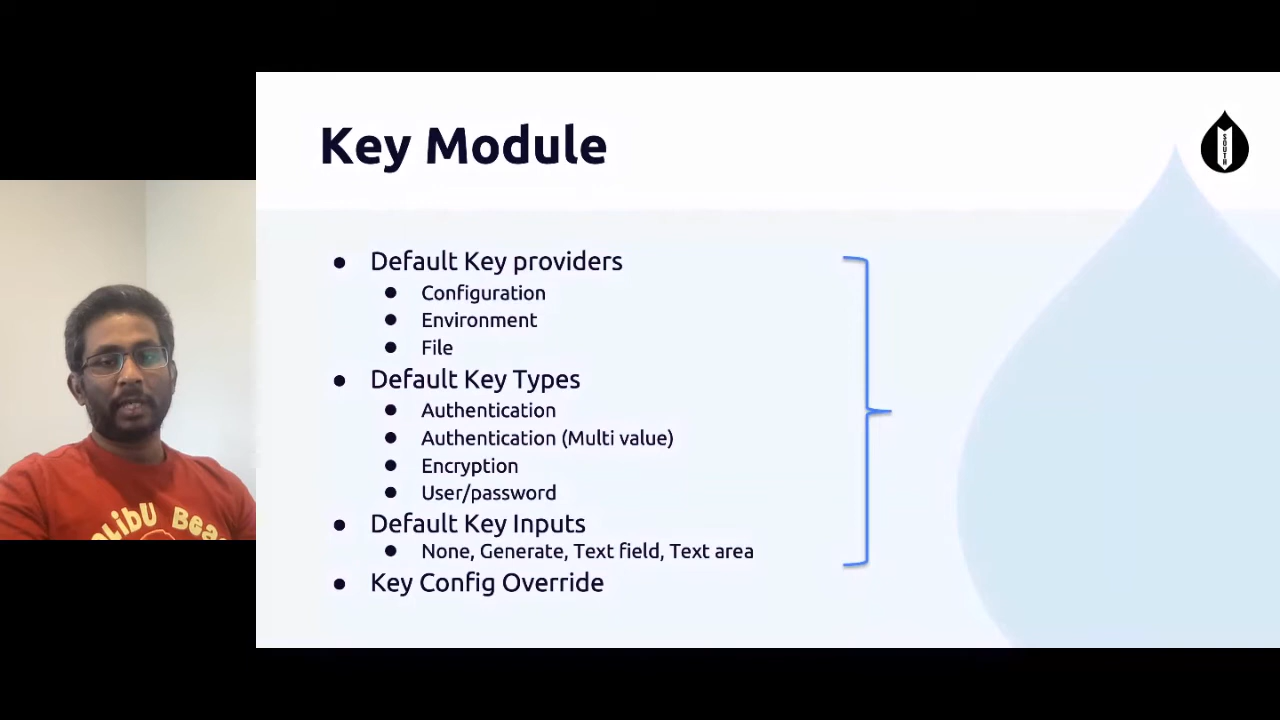 Key Module
SOUTH
Default Key providers
Configuration
Environment
File
Default Key Types
Authentication
Authentication (Multi value)
Encryption
User/password
Default Key Inputs
None, Generate, Text field, Text area
Key Config Override